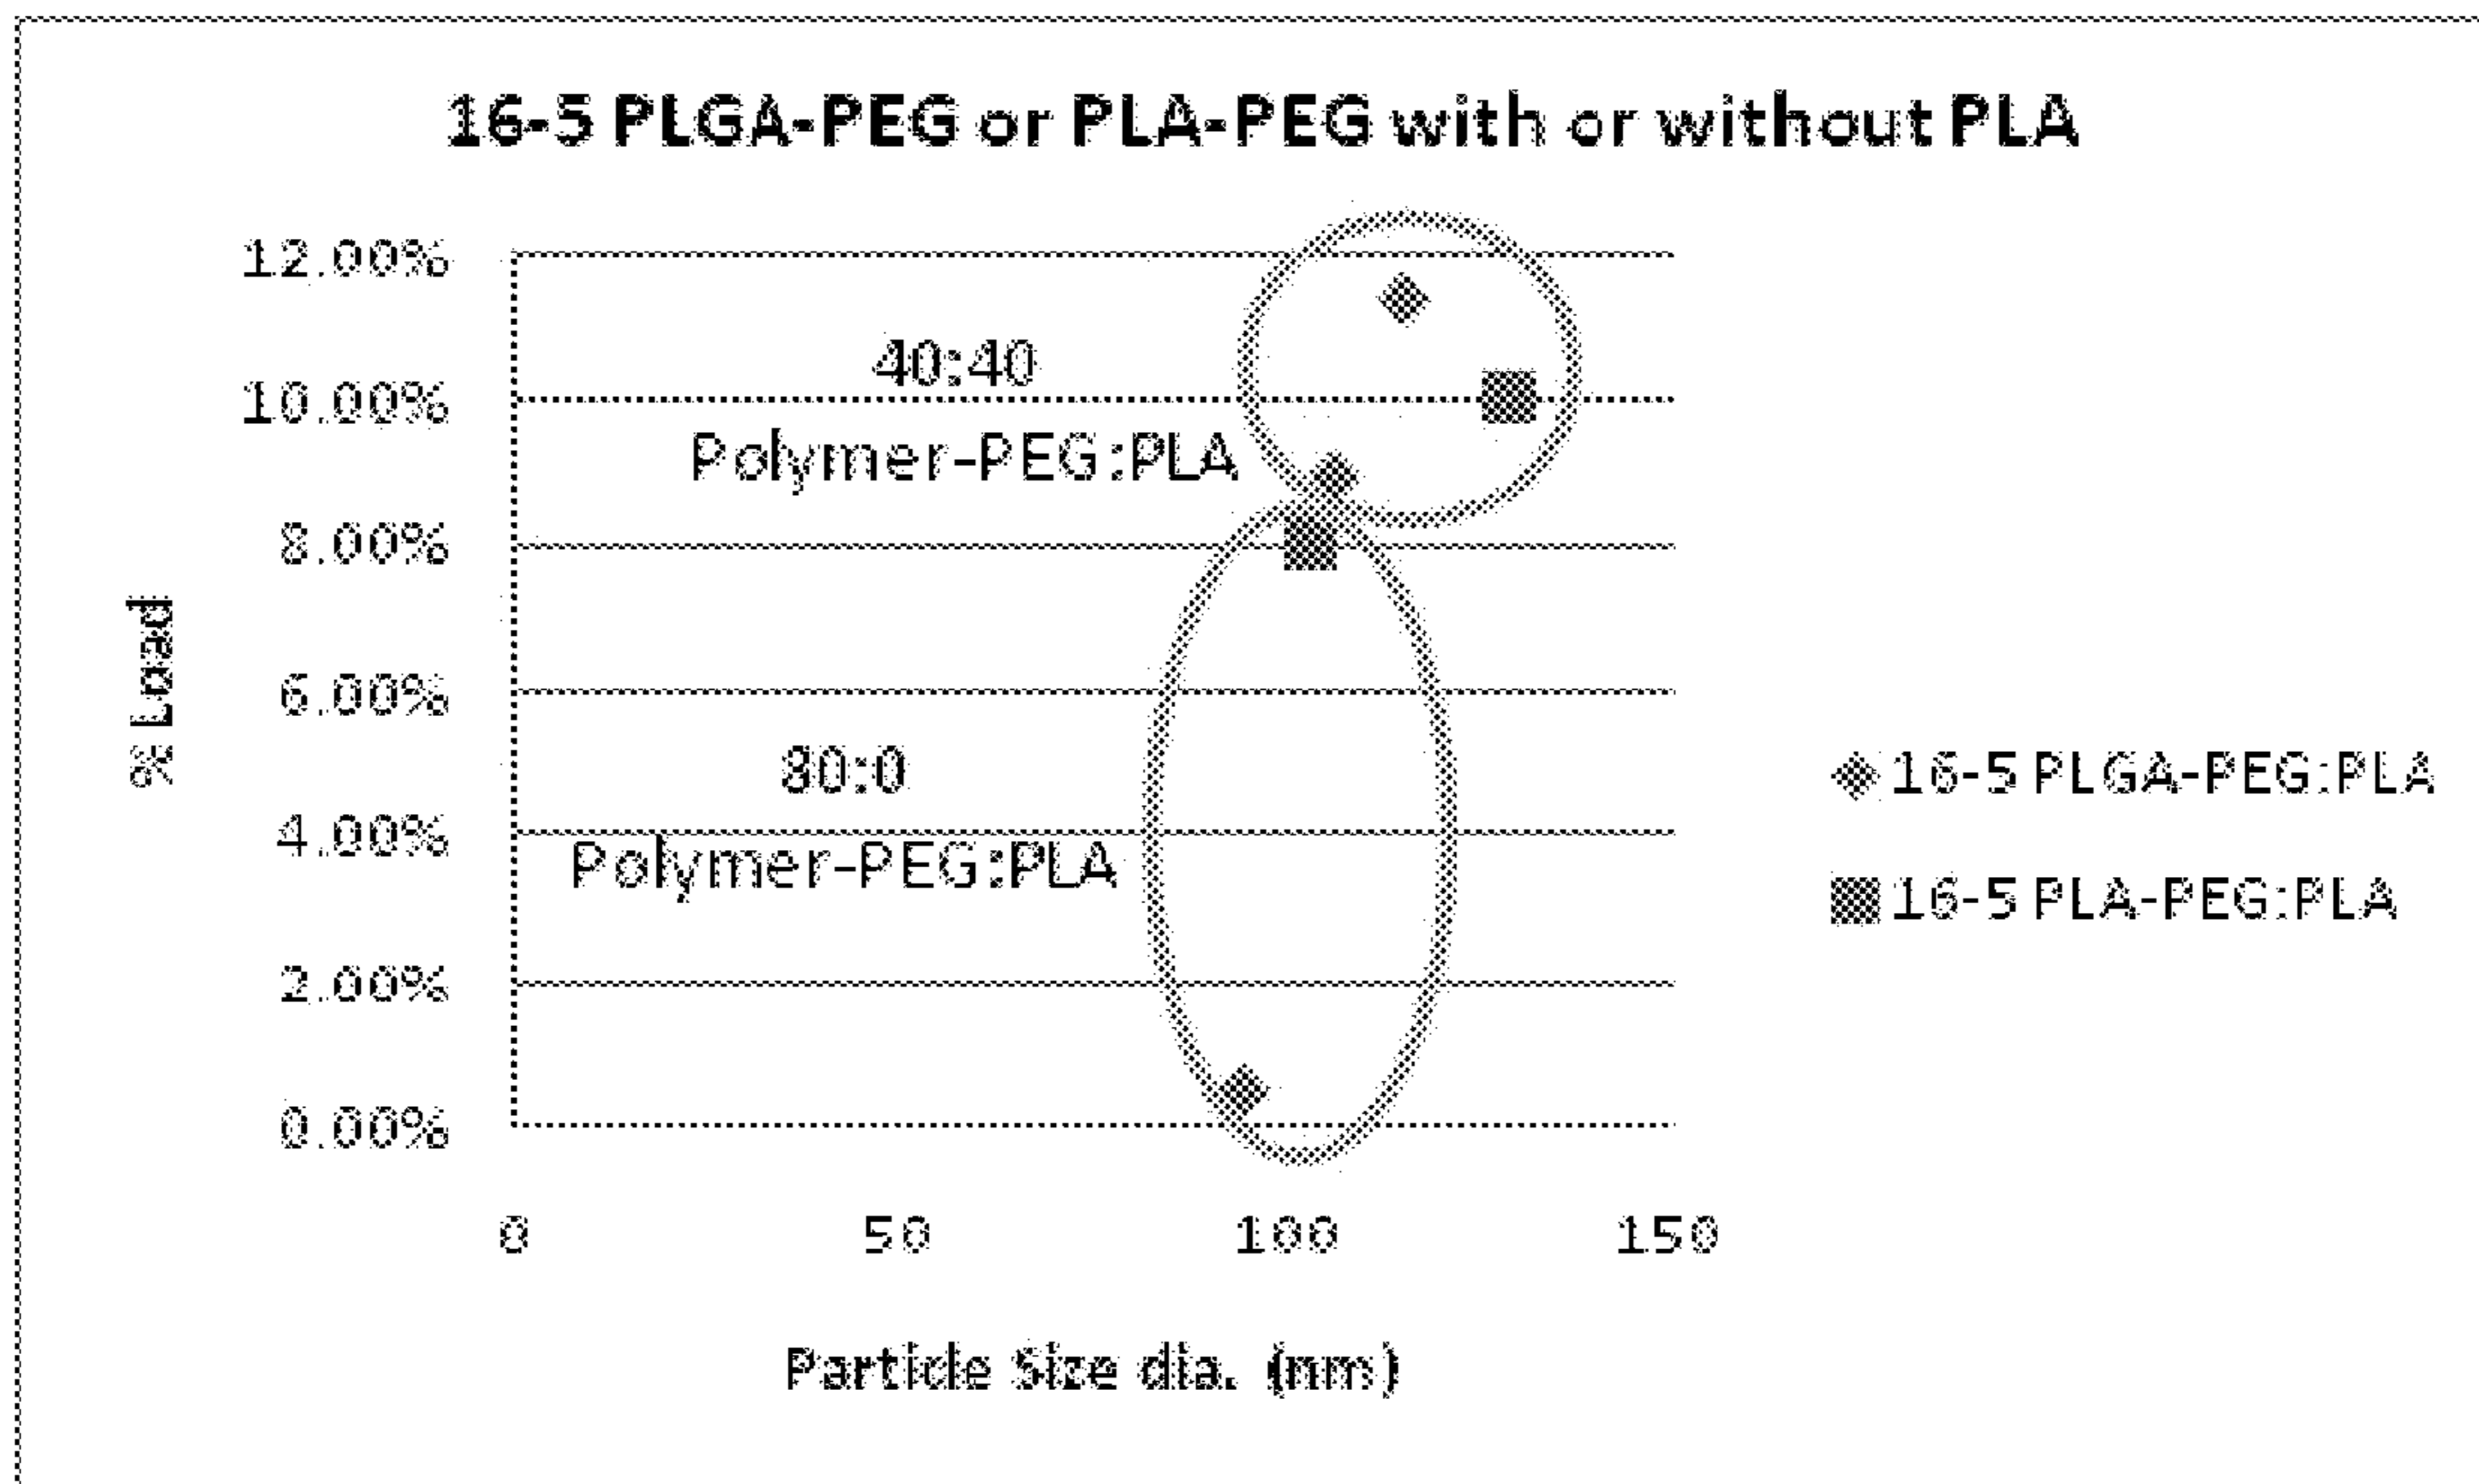 16-5 PLGA-PEG or PLA-PEG with or without PLA
12.00%
40:40
10.00%
Polymer-PEG:PLA
8.00%
6.00%
% Load
80:0
4.00%
Polymer-PEG:PLA
2.00%
0.00%
0 50 100 150
Particle Size dia. (nm)
16-5 PLGA-PEG:PLA
16-5 PLA-PEG:PLA